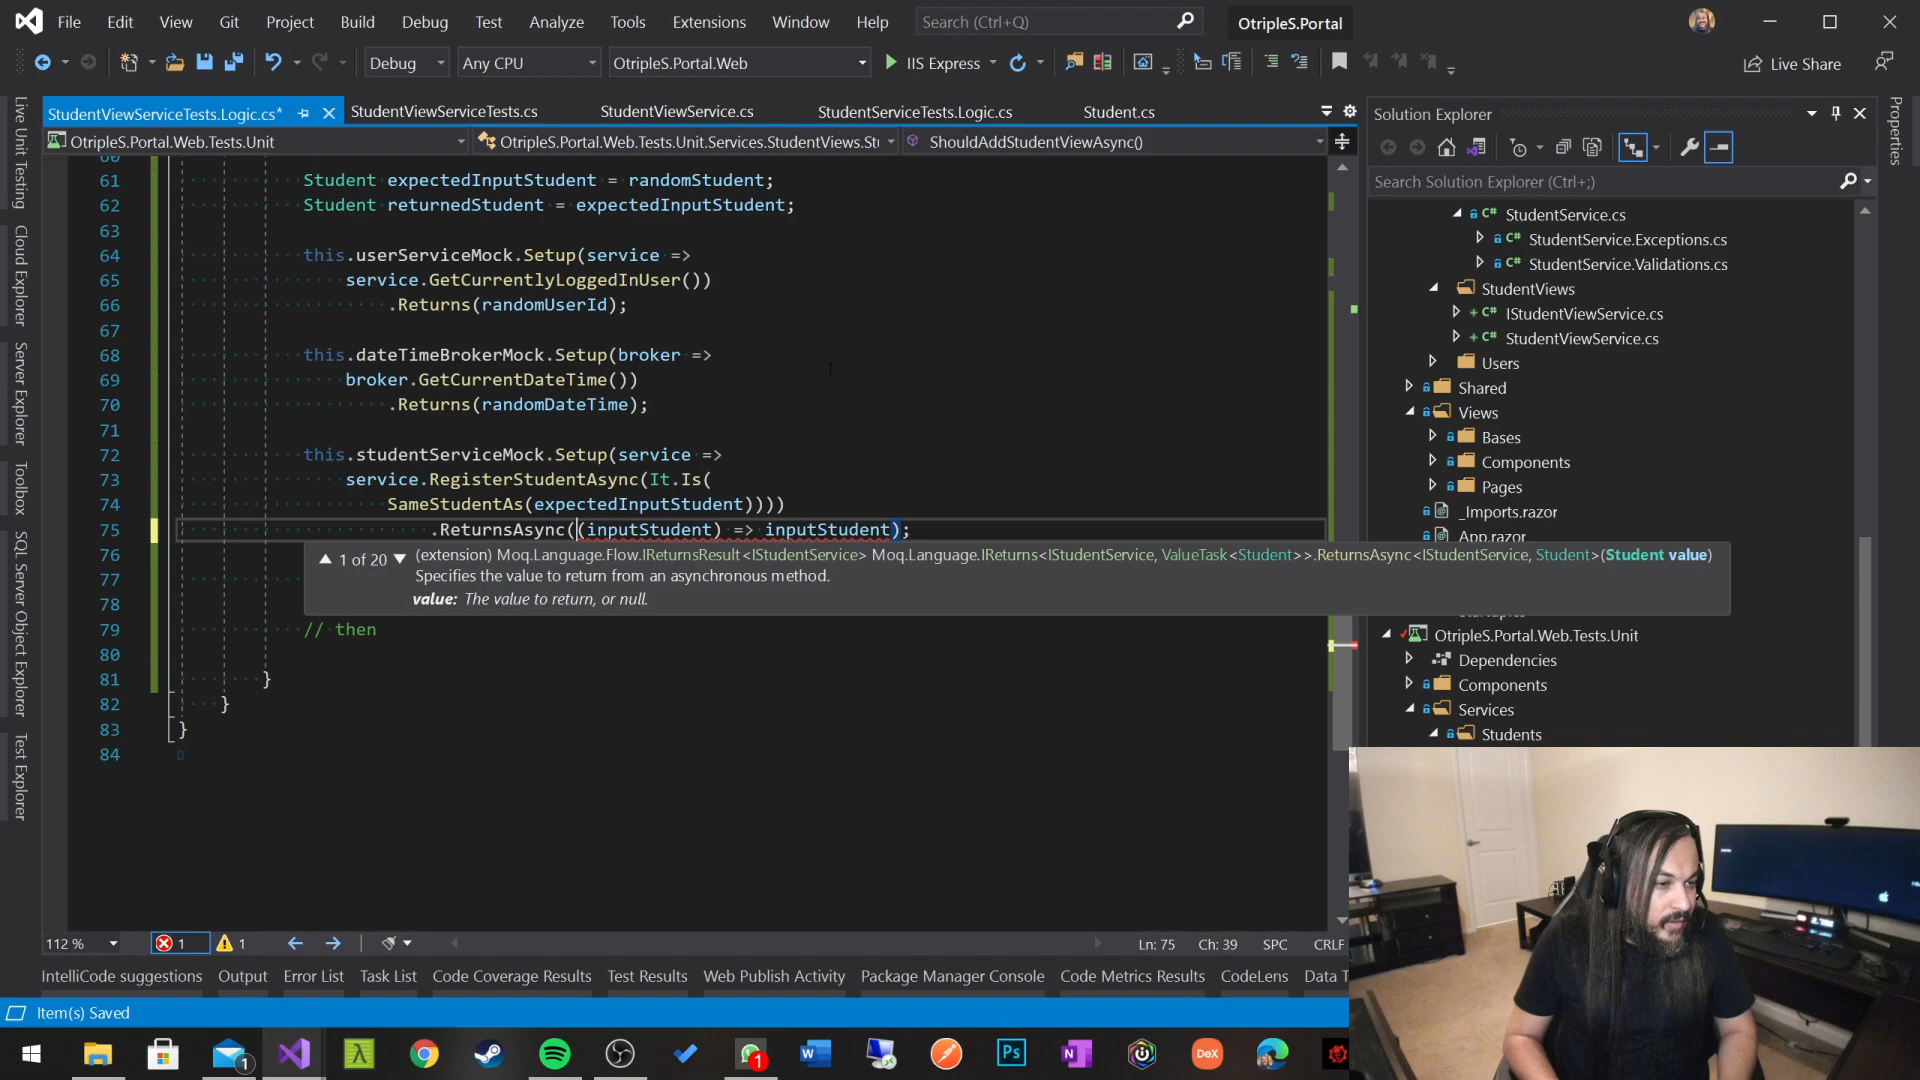 File Edit View Git Project Build Debug Test Analyze Tools Extensions Window Help Search (Ctrl+Q) OtripleS.Portal
Debug Any CPU OtripleS.Portal.Web IIS Express Live Share
StudentViewServiceTests.Logic.cs* StudentViewServiceTests.cs StudentViewService.cs StudentServiceTests.Logic.cs Student.cs
OtripleS.Portal.Web.Tests.Unit OtripleS.Portal.Web.Tests.Unit.Services.StudentViews.St ShouldAddStudentViewAsync()
60
61 Student expectedInputStudent = randomStudent;
62 Student returnedStudent = expectedInputStudent;
63
64 this.userServiceMock.Setup(service =>
65 service.GetCurrentlyLoggedInUser())
66 .Returns(randomUserId);
67
68 this.dateTimeBrokerMock.Setup(broker =>
69 broker.GetCurrentDateTime())
70 .Returns(randomDateTime);
71
72 this.studentServiceMock.Setup(service =>
73 service.RegisterStudentAsync(It.Is(
74 SameStudentAs(expectedInputStudent))))
75 .ReturnsAsync((inputStudent) => inputStudent);
76
1 of 20 (extension) Moq.Language.Flow.IReturnsResult<IStudentService> Moq.Language.IReturns<IStudentService, ValueTask<Student>>.ReturnsAsync<IStudentService, Student>(Student value)
77 Specifies the value to return from an asynchronous method.
78 value: The value to return, or null.
79 // then
80
81 }
82 }
83 }
84
112 % 1 1 Ln: 75 Ch: 39 SPC CRLF
IntelliCode suggestions Output Error List Task List Code Coverage Results Test Results Web Publish Activity Package Manager Console Code Metrics Results CodeLens Data T
Item(s) Saved
Live Unit Testing
Cloud Explorer
Server Explorer
Toolbox
SQL Server Object Explorer
Test Explorer
Solution Explorer
Search Solution Explorer (Ctrl+;)
C# StudentService.cs
C# StudentService.Exceptions.cs
C# StudentService.Validations.cs
StudentViews
C# IStudentViewService.cs
C# StudentViewService.cs
Users
Shared
Views
Bases
Components
Pages
_Imports.razor
App.razor
OtripleS.Portal.Web.Tests.Unit
Dependencies
Components
Services
Students
Properties
1 1 W Ps N DeX